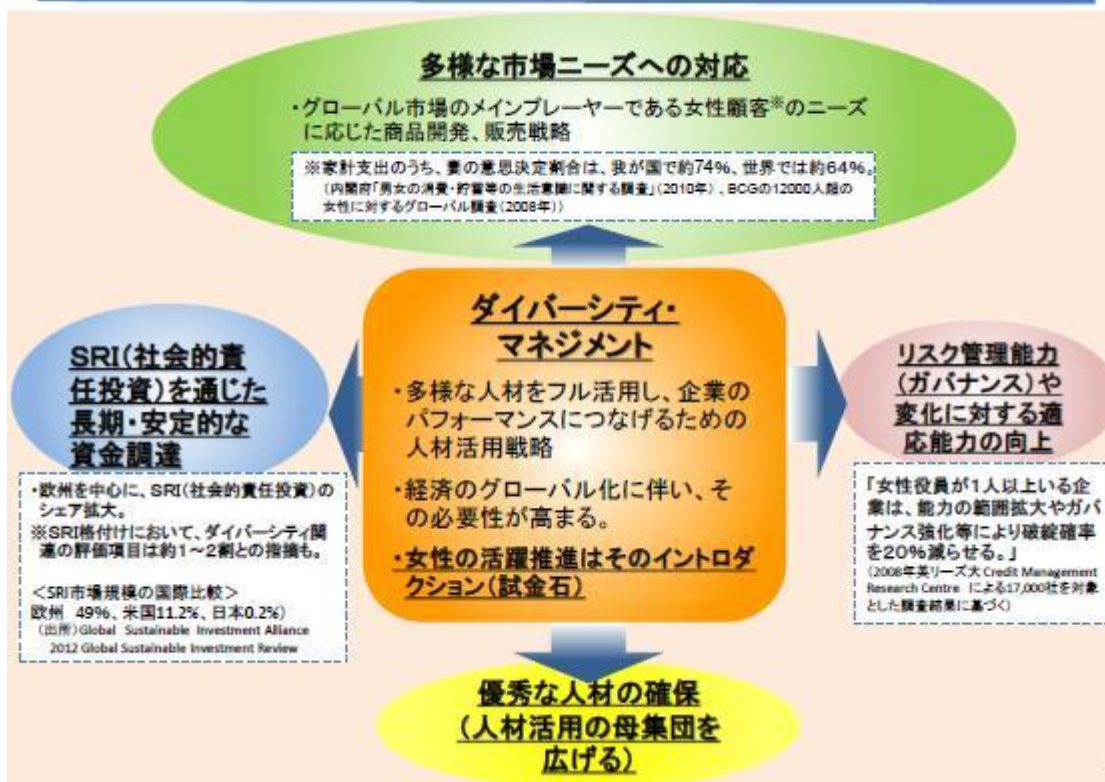 多様な市場ニーズへの対応
・グローバル市場のメインプレーヤーである女性顧客※のニーズ
に応じた商品開発、販売戦略
※家計支出のうち、妻の意思決定割合は、我が国で約74%、世界では約64%。
(内閣府「男女の消費・貯蓄等の生活意識に関する調査」(2010年)、BCGの12000人超の
女性に対するグローバル調査(2008年))
SRI(社会的責
任投資)を通じた
長期・安定的な
資金調達
・欧州を中心に、SRI(社会的責任投資)の
シェア拡大。
※SRI格付けにおいて、ダイバーシティ関
連の評価項目は約1~2割との指摘も。
<SRI市場規模の国際比較>
欧州 49%、米国11.2%、日本0.2%)
(出所)Global Sustainable Investment Alliance
2012 Global Sustainable Investment Review
ダイバーシティ・
マネジメント
・多様な人材をフル活用し、企業の
パフォーマンスにつなげるための
人材活用戦略
・経済のグローバル化に伴い、そ
の必要性が高まる。
・女性の活躍推進はそのイントロダ
クション(試金石)
リスク管理能力
(ガバナンス)や
変化に対する適
応能力の向上
「女性役員が1人以上いる企
業は、能力の範囲拡大やガバ
ナンス強化等により破綻確率
を20%減らせる。」
(2008年英リーズ大 Credit Management
Research Centre による17,000社を対象
とした調査結果に基づく)
優秀な人材の確保
(人材活用の母集団を
広げる)